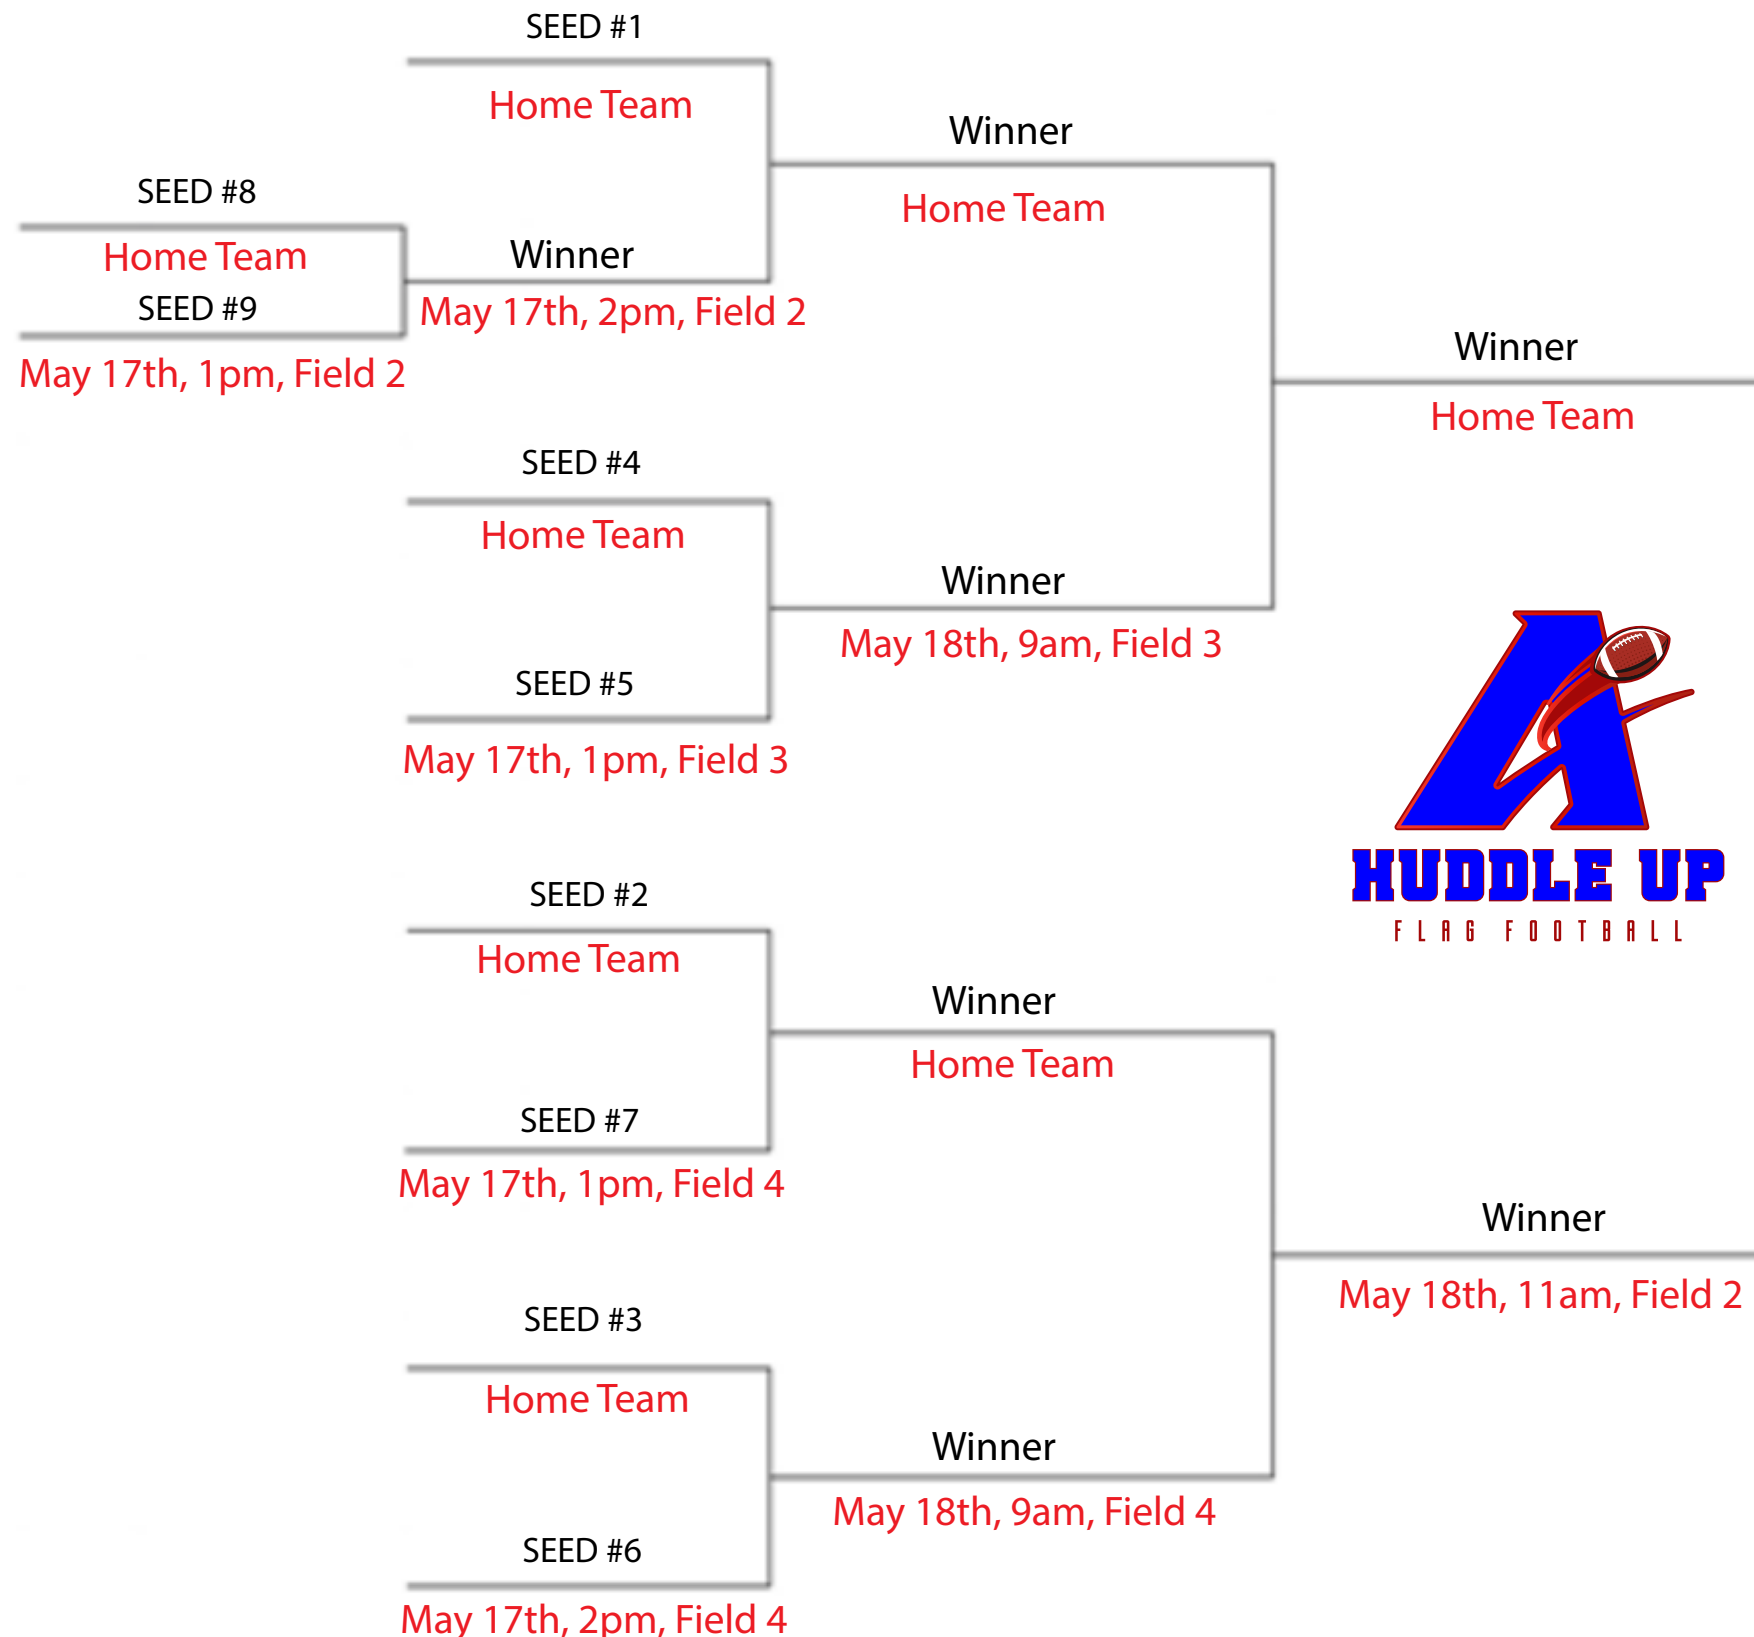 SEED #1
Home Team
Winner
Home Team
SEED #8
Home Team
SEED #9
May 17th, 1pm, Field 2
Winner
May 17th, 2pm, Field 2
Winner
Home Team
SEED #4
Home Team
Winner
May 18th, 9am, Field 3
SEED #5
May 17th, 1pm, Field 3
HUDDLE UP
FLAG FOOTBALL
SEED #2
Home Team
Winner
Home Team
SEED #7
May 17th, 1pm, Field 4
Winner
May 18th, 11am, Field 2
SEED #3
Home Team
Winner
May 18th, 9am, Field 4
SEED #6
May 17th, 2pm, Field 4